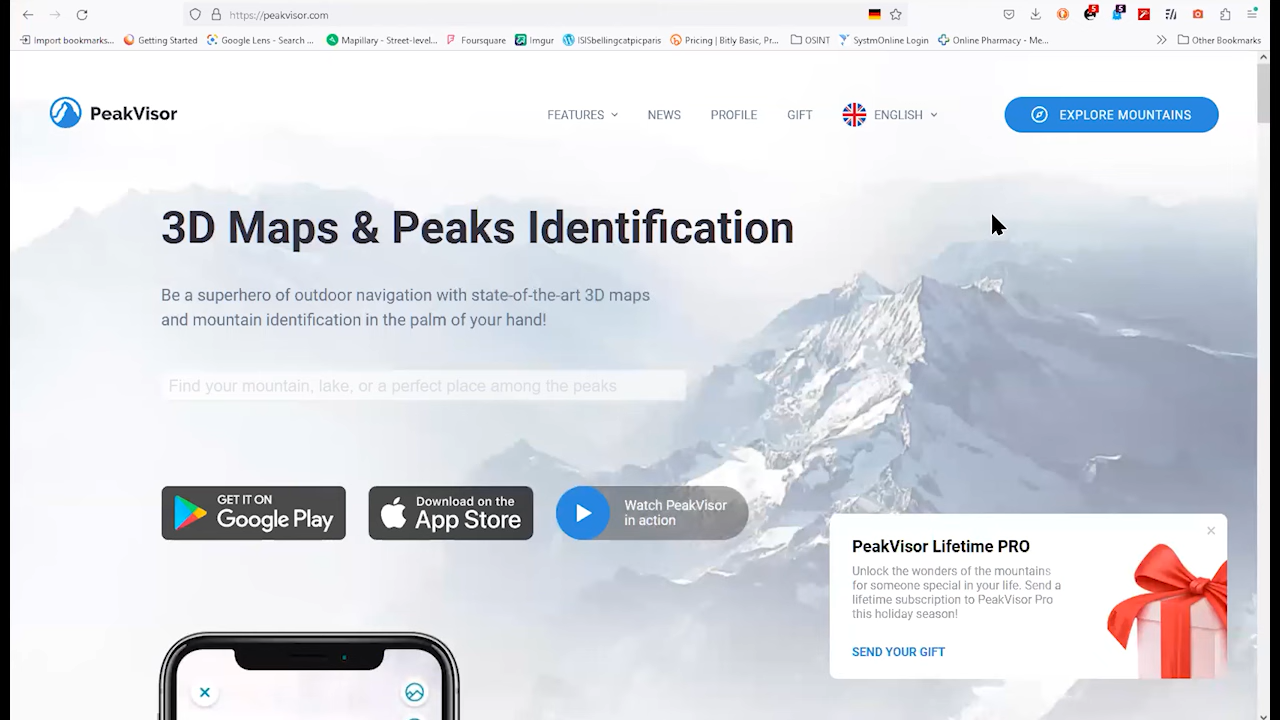 https://peakvisor.com
5
5
Import bookmarks...
Getting Started
Google Lens - Search ...
Mapillary - Street-level...
Foursquare
Imgur
ISISbellingcatpicparis
Pricing | Bitly Basic, Pr...
OSINT
SystmOnline Login
Online Pharmacy - Me...
Other Bookmarks
PeakVisor
FEATURES
NEWS
PROFILE
GIFT
ENGLISH
EXPLORE MOUNTAINS
3D Maps & Peaks Identification
Be a superhero of outdoor navigation with state-of-the-art 3D maps
and mountain identification in the palm of your hand!
Find your mountain, lake, or a perfect place among the peaks
GET IT ON
Google Play
Download on the
App Store
Watch PeakVisor
in action
PeakVisor Lifetime PRO
Unlock the wonders of the mountains
for someone special in your life. Send a
lifetime subscription to PeakVisor Pro
this holiday season!
SEND YOUR GIFT